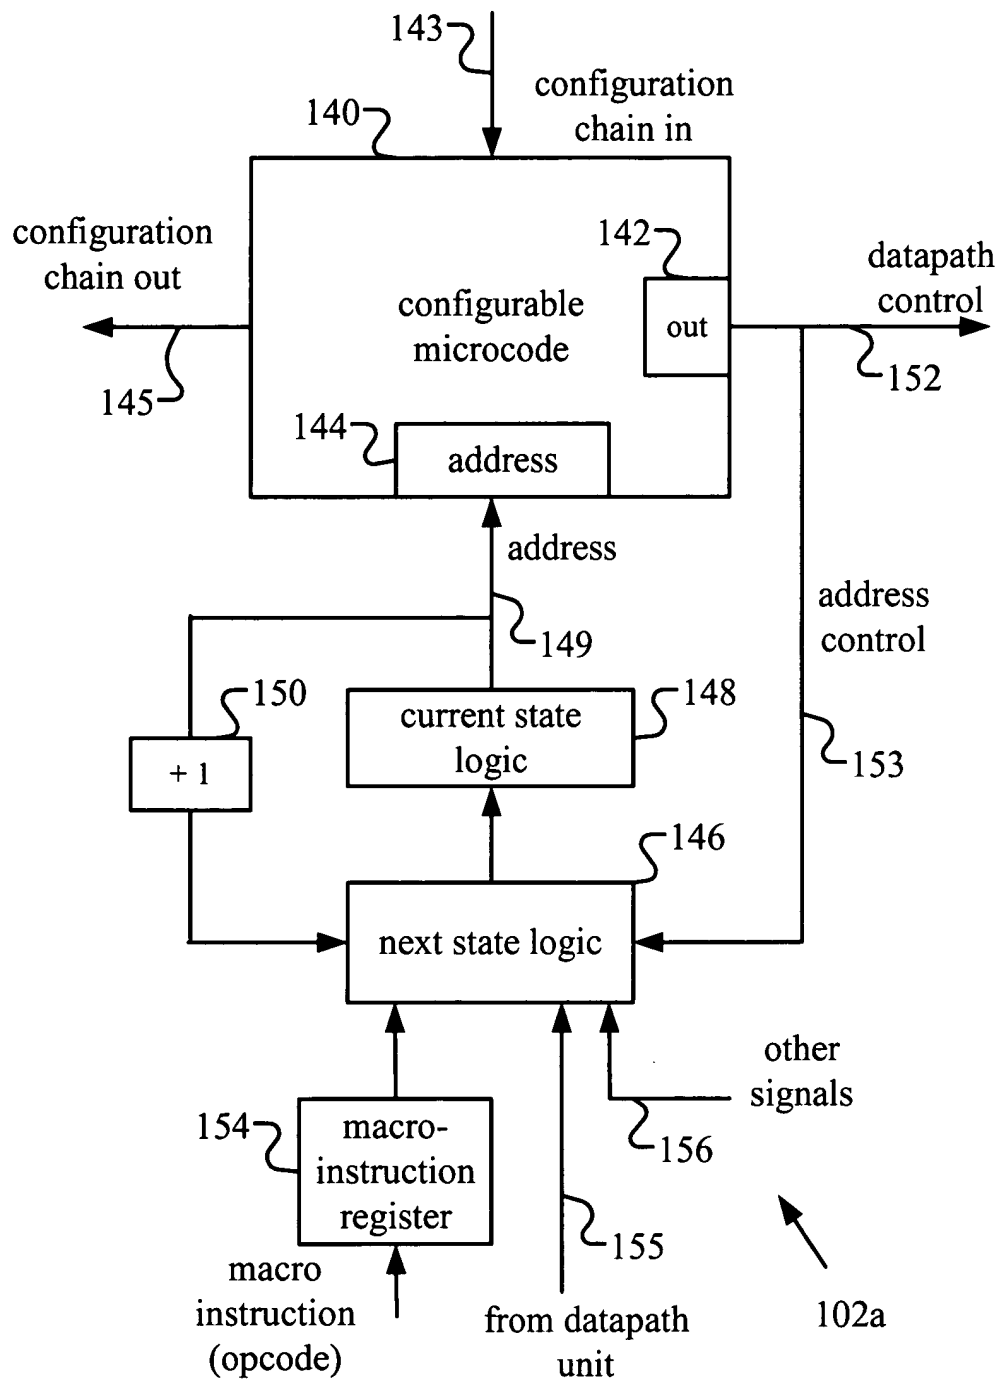 143
configuration
chain in
140
configuration
chain out
142
datapath
control
configurable
microcode
out
145
152
144
address
address
149
address
control
150
148
current state
logic
+ 1
153
146
next state logic
other
signals
154
macro-
instruction
register
156
155
macro
instruction
(opcode)
from datapath
unit
102a